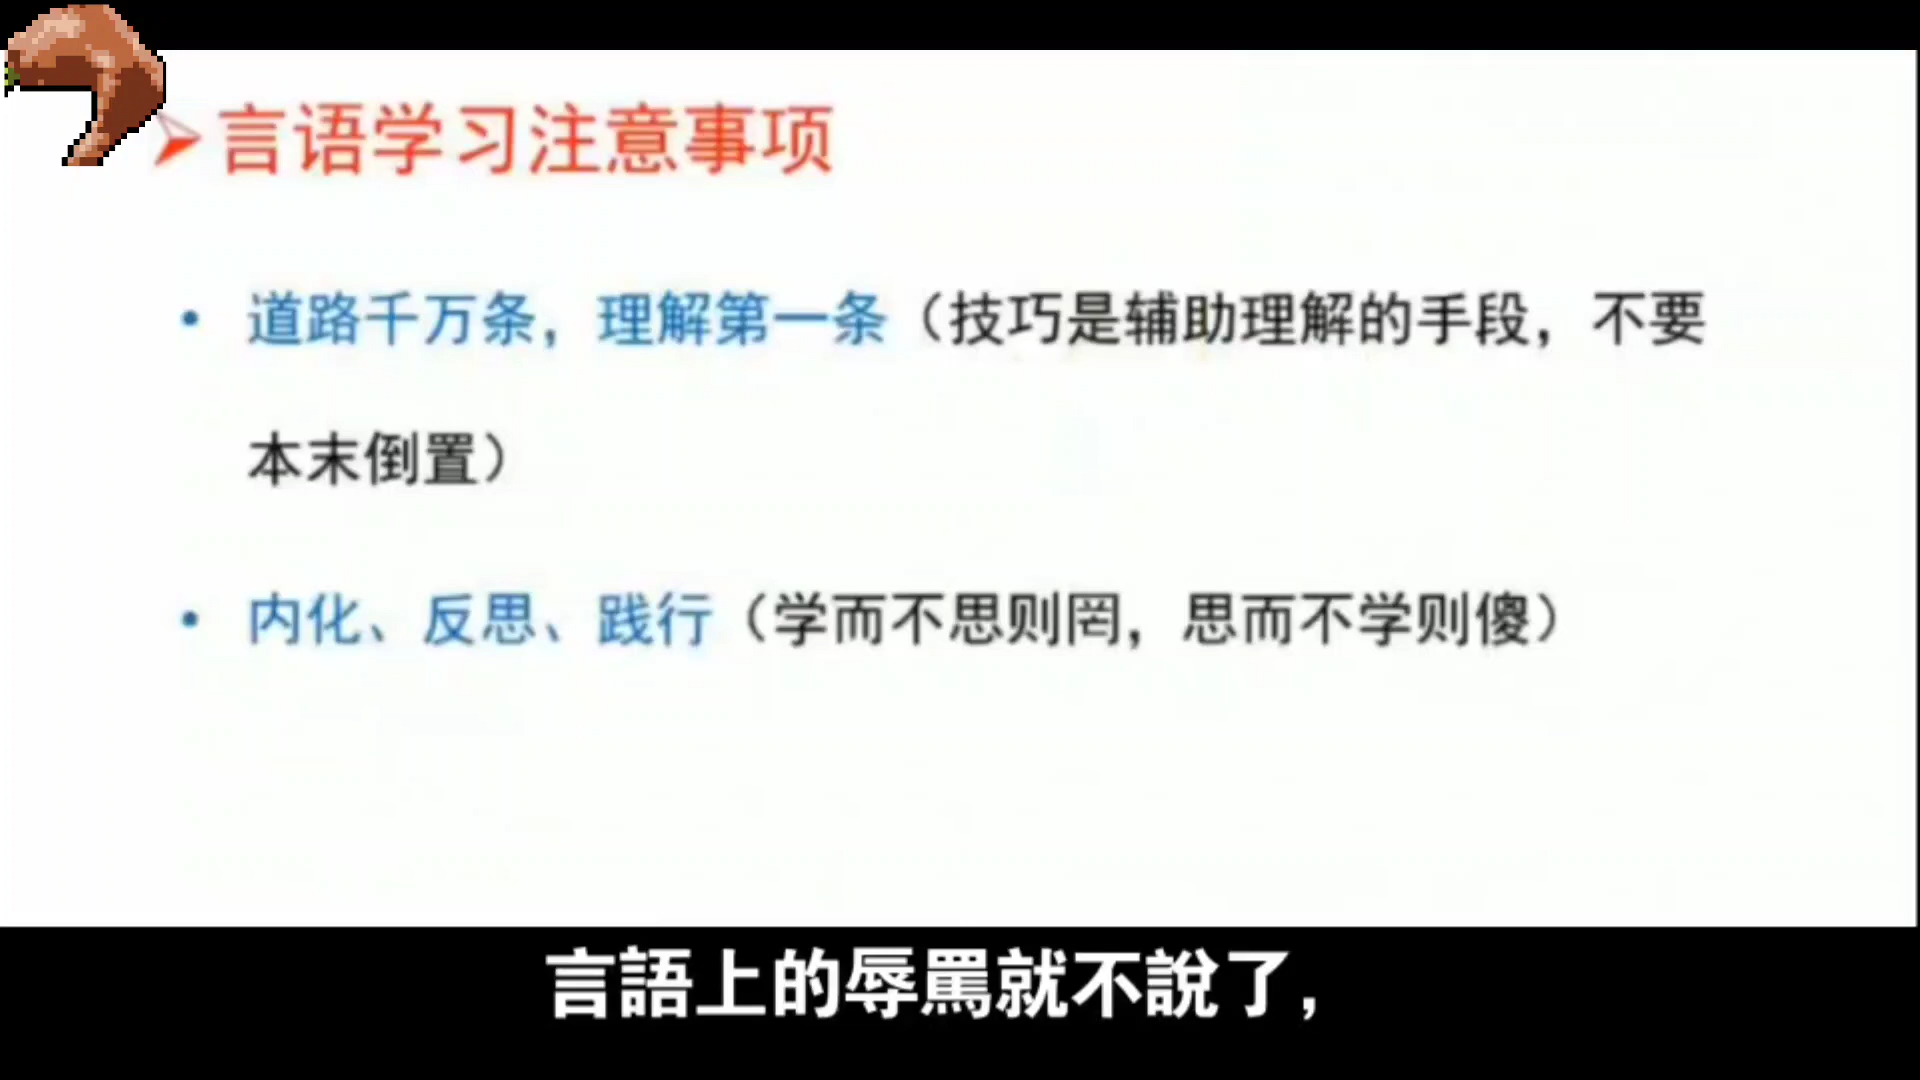 言语学习注意事项
道路千万条，理解第一条（技巧是辅助理解的手段，不要
本末倒置）
内化、反思、践行（学而不思则罔，思而不学则傻）
言語上的辱罵就不說了，